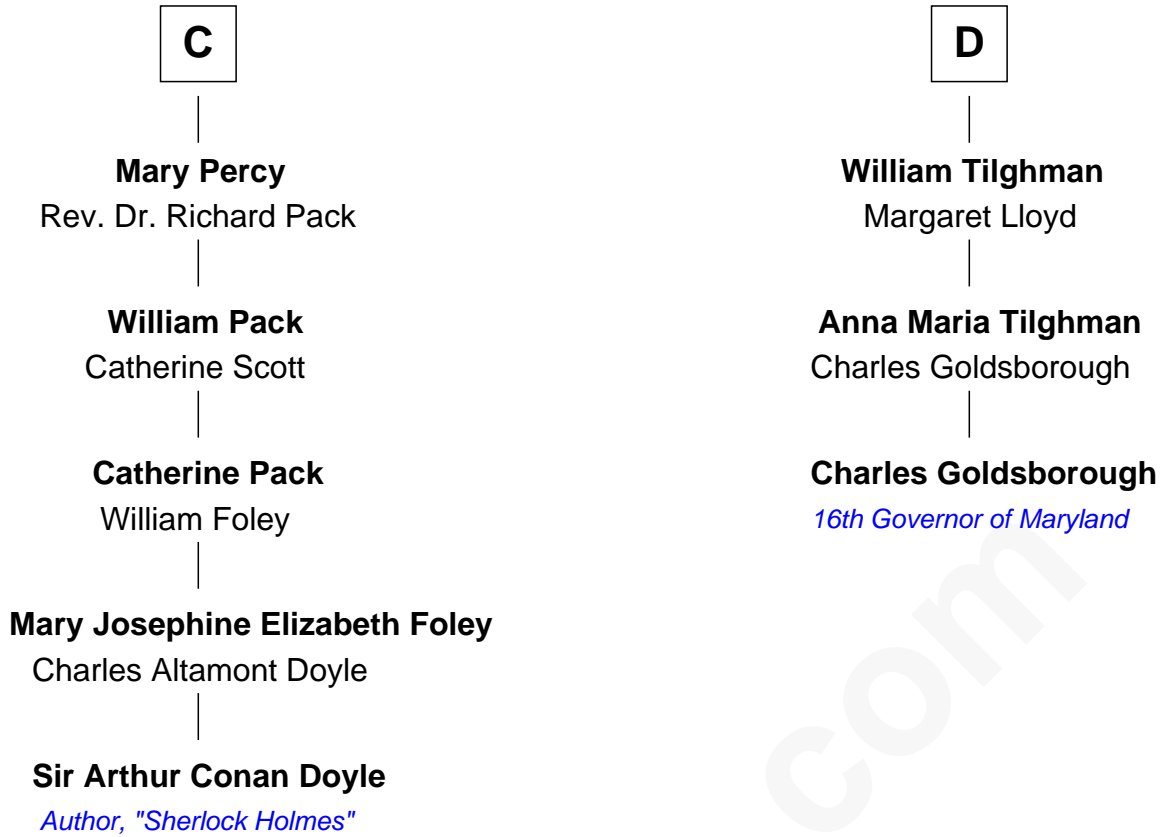 C
Mary Percy
Rev. Dr. Richard Pack
William Pack
Catherine Scott
Catherine Pack
William Foley
Mary Josephine Elizabeth Foley
Charles Altamont Doyle
Sir Arthur Conan Doyle
Author, "Sherlock Holmes"
D
William Tilghman
Margaret Lloyd
Anna Maria Tilghman
Charles Goldsborough
Charles Goldsborough
16th Governor of Maryland
com